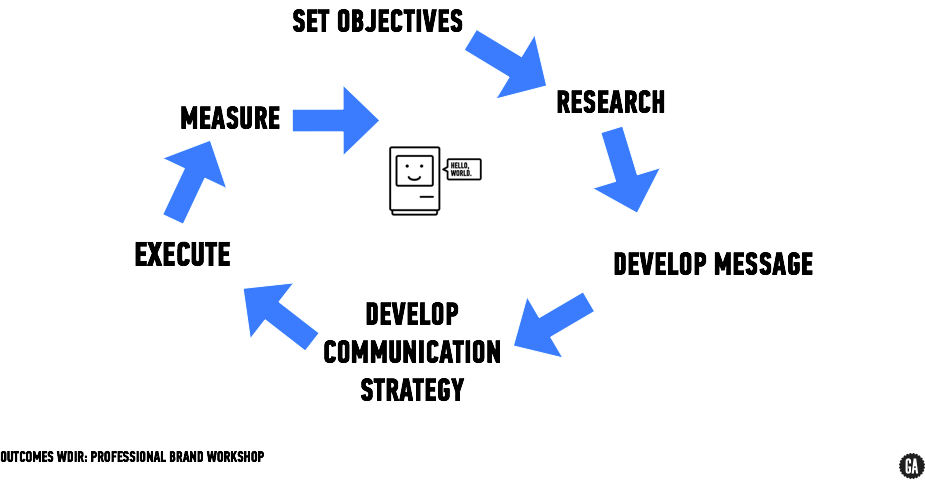 SET OBJECTIVES
RESEARCH
DEVELOP MESSAGE
DEVELOP
COMMUNICATION
STRATEGY
EXECUTE
MEASURE
HELLO,
WORLD.
OUTCOMES WDIR: PROFESSIONAL BRAND WORKSHOP
GA